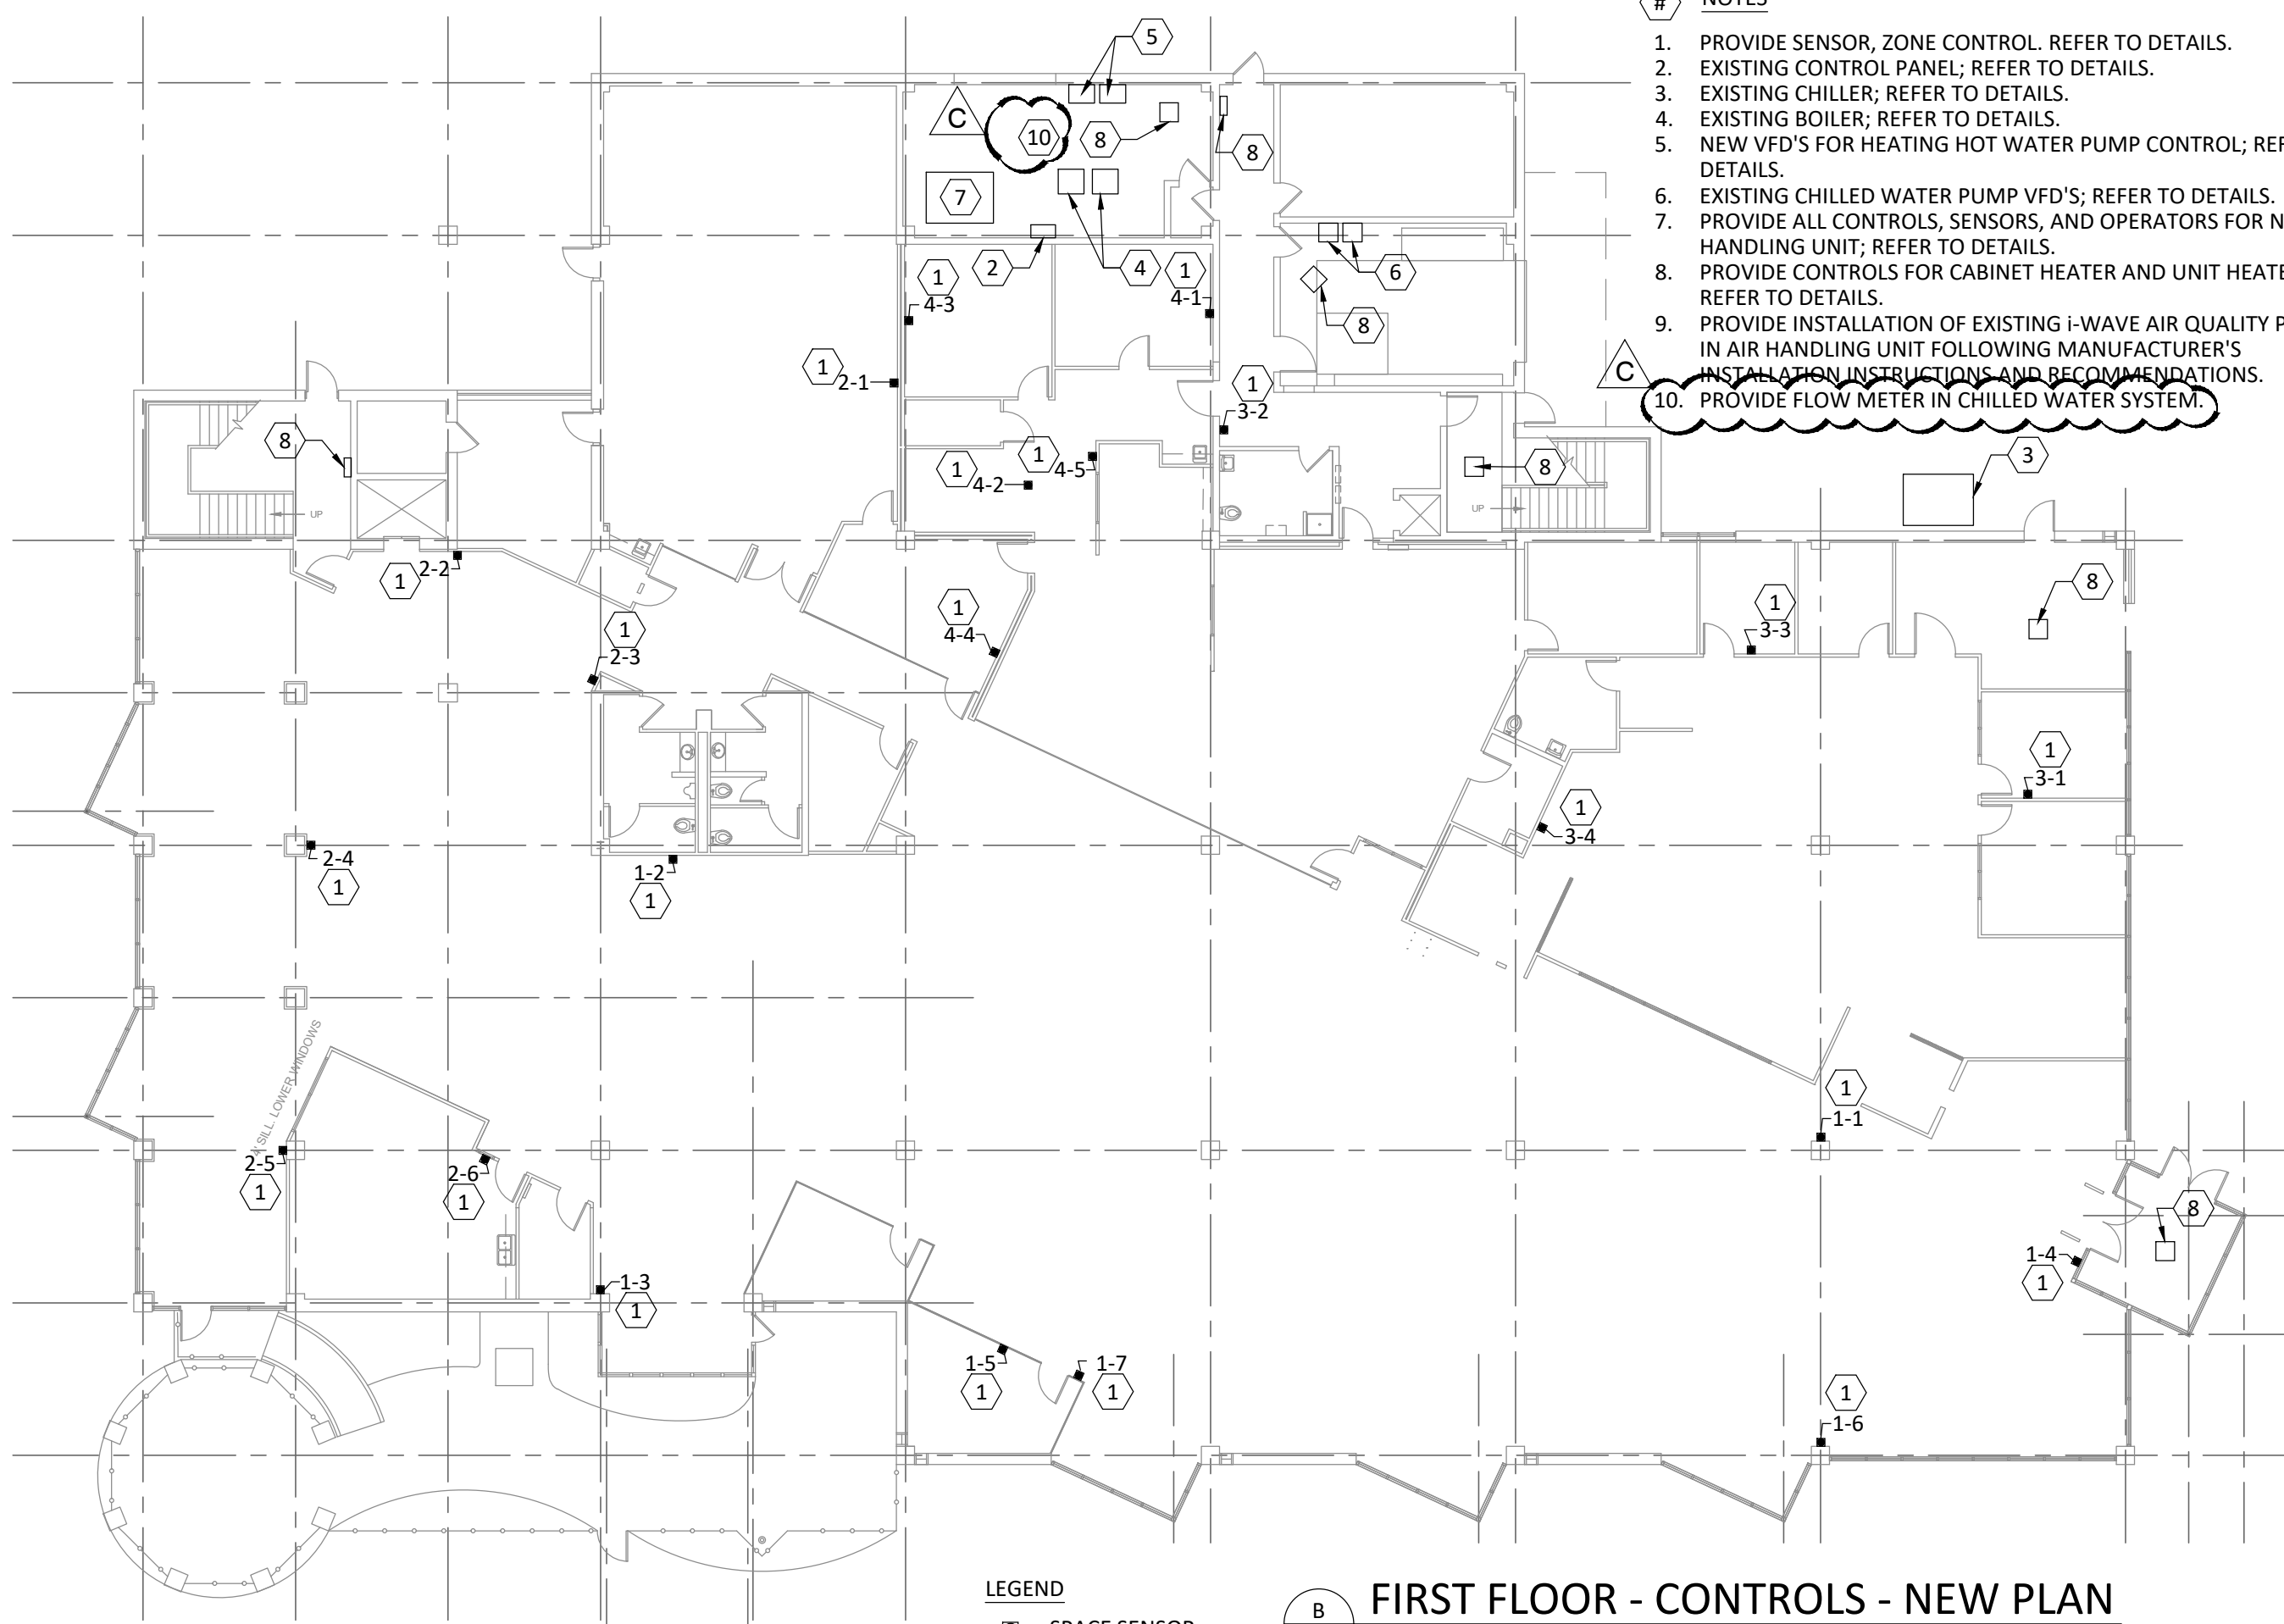 # NOTES
1. PROVIDE SENSOR, ZONE CONTROL. REFER TO DETAILS.
2. EXISTING CONTROL PANEL; REFER TO DETAILS.
3. EXISTING CHILLER; REFER TO DETAILS.
4. EXISTING BOILER; REFER TO DETAILS.
5. NEW VFD'S FOR HEATING HOT WATER PUMP CONTROL; REF
DETAILS.
6. EXISTING CHILLED WATER PUMP VFD'S; REFER TO DETAILS.
7. PROVIDE ALL CONTROLS, SENSORS, AND OPERATORS FOR N
HANDLING UNIT; REFER TO DETAILS.
8. PROVIDE CONTROLS FOR CABINET HEATER AND UNIT HEATE
REFER TO DETAILS.
9. PROVIDE INSTALLATION OF EXISTING i-WAVE AIR QUALITY P
IN AIR HANDLING UNIT FOLLOWING MANUFACTURER'S
INSTALLATION INSTRUCTIONS AND RECOMMENDATIONS.
C
10. PROVIDE FLOW METER IN CHILLED WATER SYSTEM.
5
C
10
8
8
7
2
4
6
8
1
4-3
1
4-1
1
2-1
1
3-2
8
UP
1
4-2
1
4-5
8
UP
3
1
2-2
1
2-3
1
4-4
1
3-3
8
1
3-1
1
3-4
2-4
1
1-2
1
4' SILL. LOWER WINDOWS
1
1-1
2-5
1
2-6
1
8
1-4
1
1-3
1
1-5
1
1-7
1
1
1-6
LEGEND
SPACE SENSOR
B
FIRST FLOOR - CONTROLS - NEW PLAN